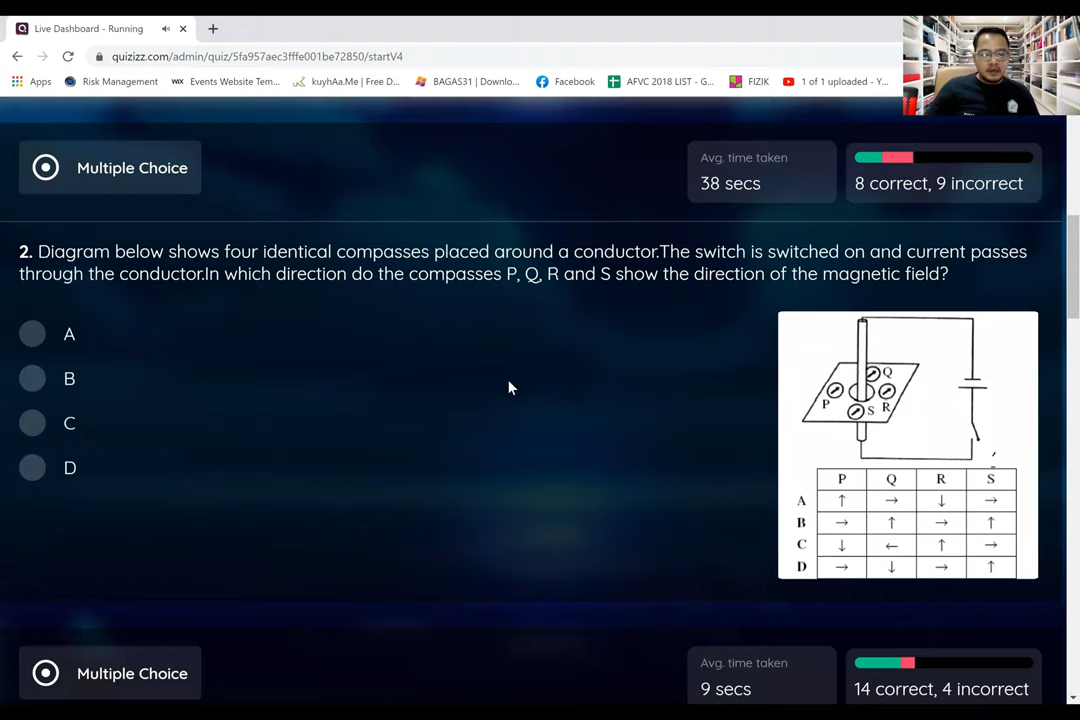 Live Dashboard - Running
quizizz.com/admin/quiz/5fa957aec3fffe001be72850/startV4
Apps Risk Management WIX Events Website Tem... kuyhAa.Me | Free D... BAGAS31 | Downlo... Facebook AFVC 2018 LIST - G... FIZIK 1 of 1 uploaded - Y...
Multiple Choice
Avg. time taken
38 secs
8 correct, 9 incorrect
2. Diagram below shows four identical compasses placed around a conductor.The switch is switched on and current passes
through the conductor.In which direction do the compasses P, Q, R and S show the direction of the magnetic field?
A
B
C
D
Q
P
S R
P Q R S
A ↑ → ↓ →
B → ↑ → ↑
C ↓ ← ↑ →
D → ↓ → ↑
Multiple Choice
Avg. time taken
9 secs
14 correct, 4 incorrect